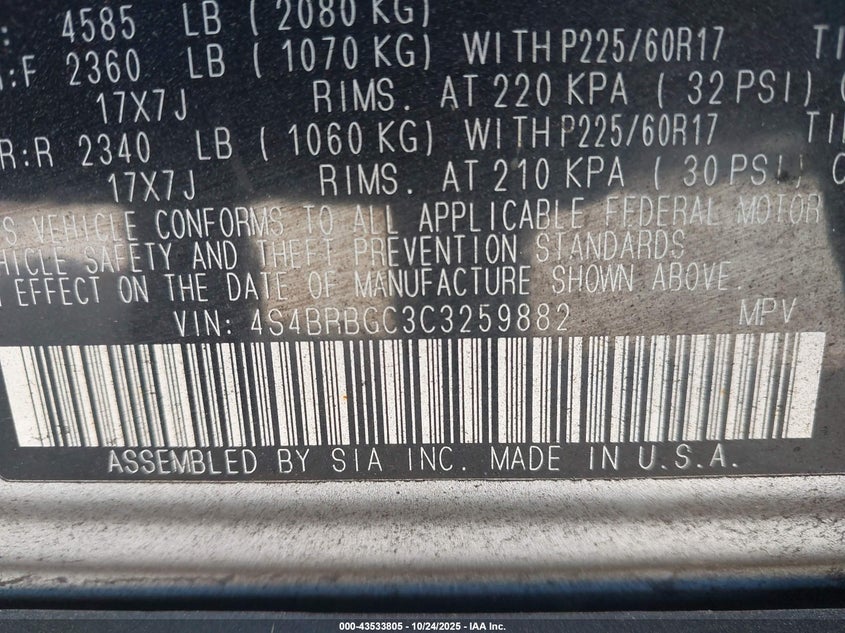 : 4585 LB ( 2080 KG)
:F 2360 LB ( 1070 KG) WITH P225/60R17
17X7J RIMS. AT 220 KPA ( 32 PSI)
R:R 2340 LB ( 1060 KG) WITH P225/60R17
17X7J RIMS. AT 210 KPA ( 30 PSI)
VEHICLE CONFORMS TO ALL APPLICABLE FEDERAL MOTOR
SAFETY AND THEFT PREVENTION STANDARDS
EFFECT ON THE DATE OF MANUFACTURE SHOWN ABOVE.
VIN: 4S4BRBGC3C3259882 MPV
ASSEMBLED BY SIA INC. MADE IN U.S.A.
000-43533805 - 10/24/2025 - IAA Inc.